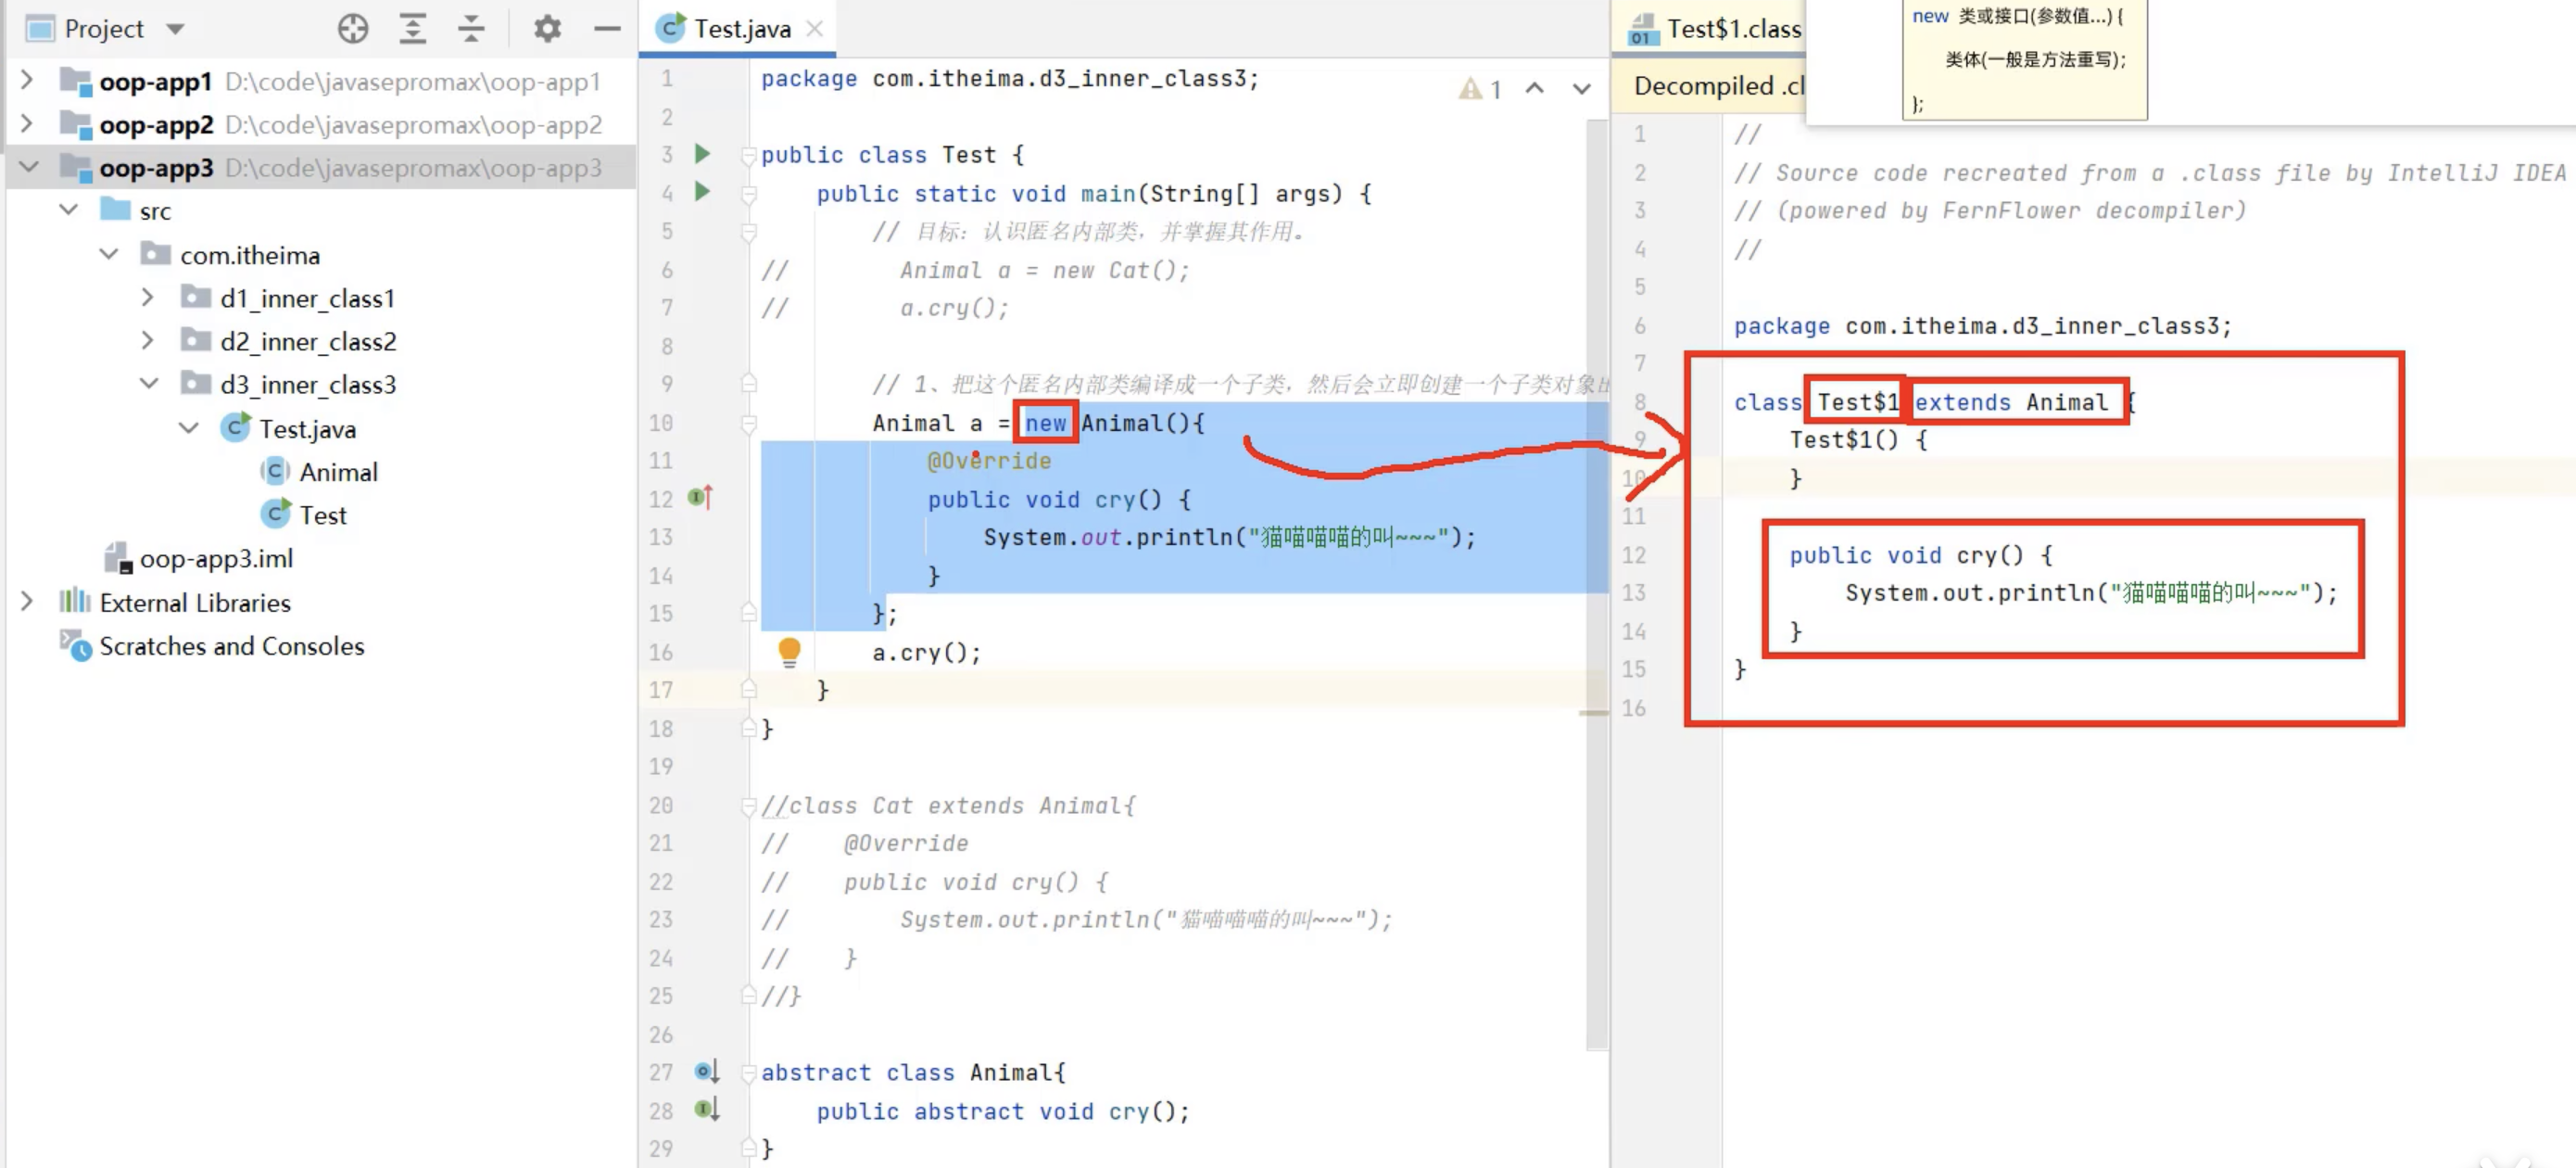 Project
oop-app1 D:\code\javasepromax\oop-app1
oop-app2 D:\code\javasepromax\oop-app2
oop-app3 D:\code\javasepromax\oop-app3
src
com.itheima
d1_inner_class1
d2_inner_class2
d3_inner_class3
Test.java
Animal
Test
oop-app3.iml
External Libraries
Scratches and Consoles
Test.java
1
1 package com.itheima.d3_inner_class3;
2
3 public class Test {
4 public static void main(String[] args) {
5 // 目标：认识匿名内部类，并掌握其作用。
6 // Animal a = new Cat();
7 // a.cry();
8
9 // 1、把这个匿名内部类编译成一个子类，然后会立即创建一个子类对象
10 Animal a = new Animal(){
11 @Override
12 public void cry() {
13 System.out.println("猫喵喵喵的叫~~~");
14 }
15 };
16 a.cry();
17 }
18 }
19
20 //class Cat extends Animal{
21 // @Override
22 // public void cry() {
23 // System.out.println("猫喵喵喵的叫~~~");
24 // }
25 //}
26
27 abstract class Animal{
28 public abstract void cry();
29 }
Test$1.class
new 类或接口(参数值…) {
类体(一般是方法重写);
};
Decompiled .cl
1 //
2 // Source code recreated from a .class file by IntelliJ IDEA
3 // (powered by FernFlower decompiler)
4 //
5
6 package com.itheima.d3_inner_class3;
7
8 class Test$1 extends Animal {
9 Test$1() {
10 }
11
12 public void cry() {
13 System.out.println("猫喵喵喵的叫~~~");
14 }
15 }
16